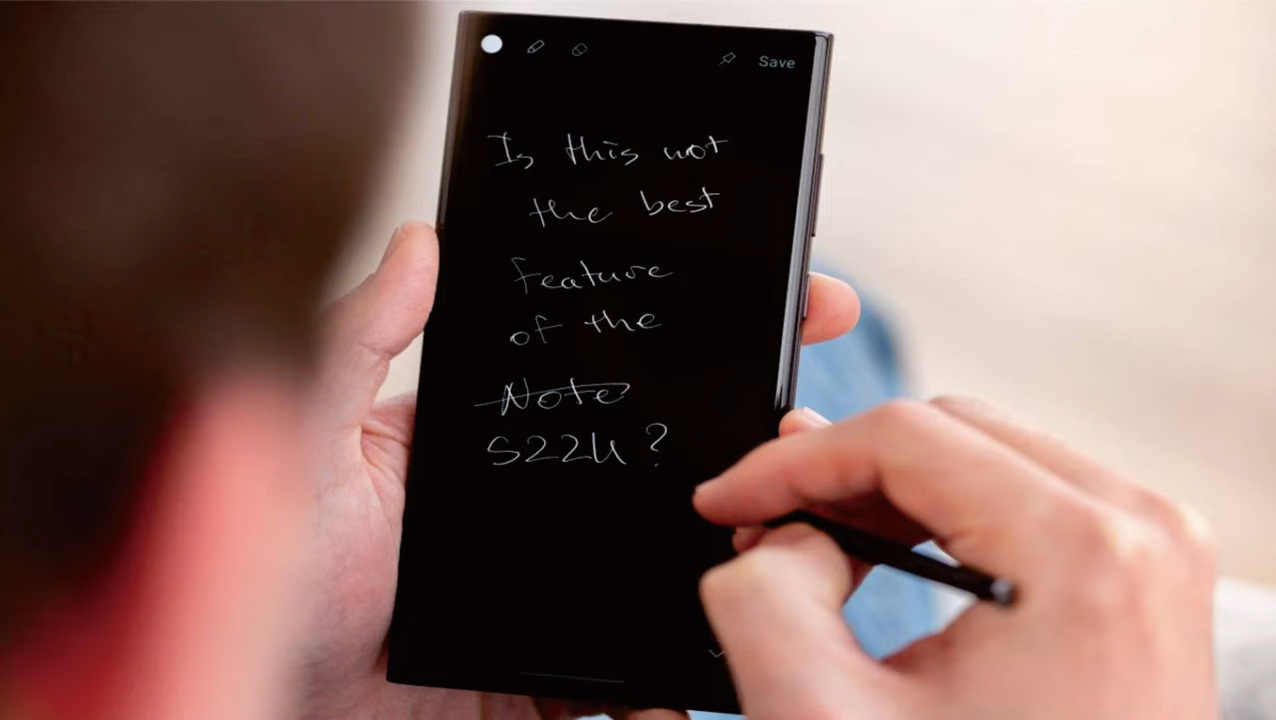 Save
Is this not
the best
feature
of the
Note
S22U?